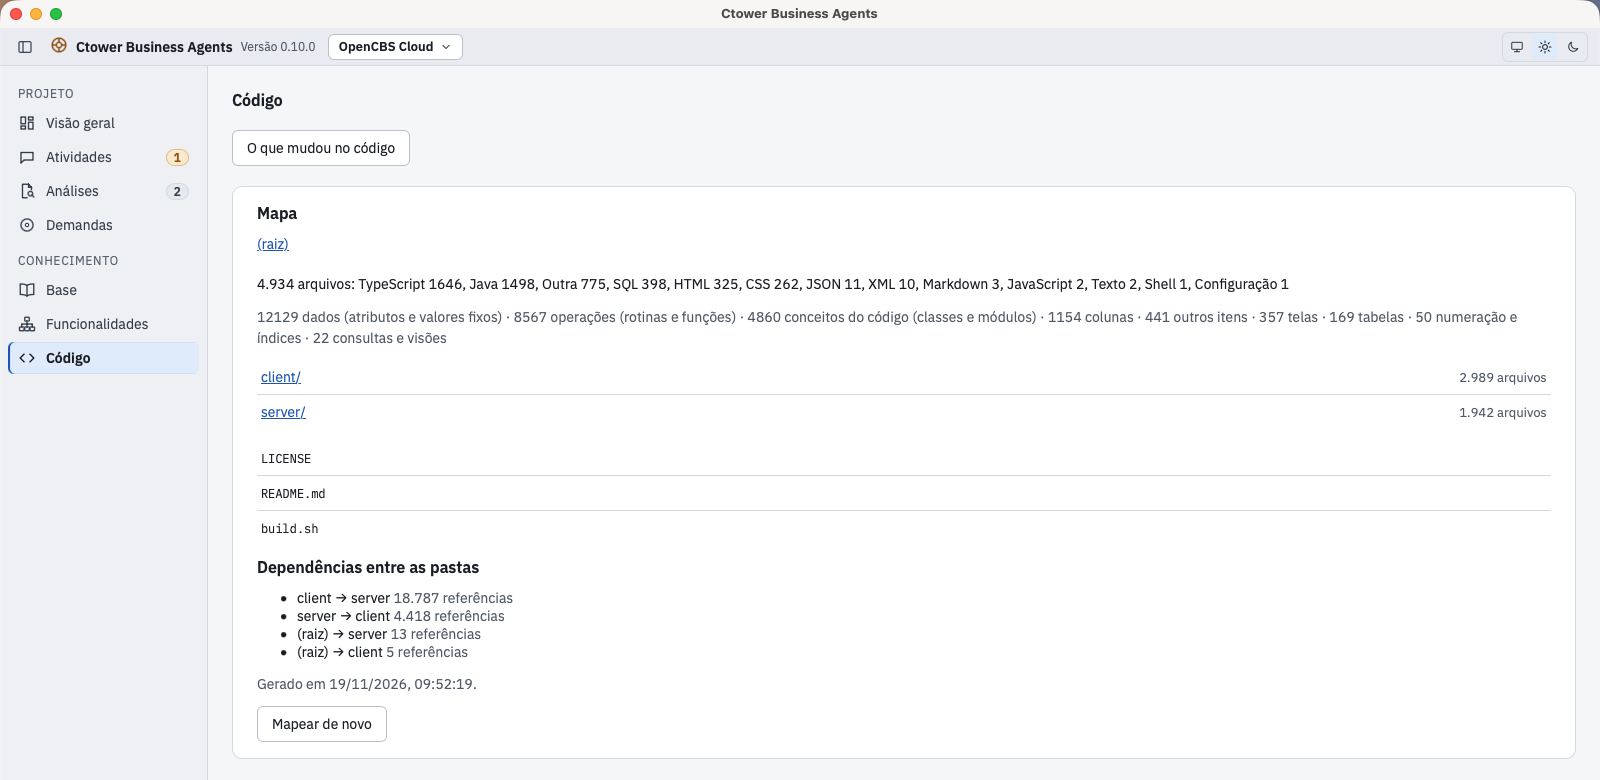 Ctower Business Agents
Ctower Business Agents Versão 0.10.0 OpenCBS Cloud
PROJETO
Visão geral
Atividades 1
Análises 2
Demandas
CONHECIMENTO
Base
Funcionalidades
Código
Código
O que mudou no código
Mapa
(raiz)
4.934 arquivos: TypeScript 1646, Java 1498, Outra 775, SQL 398, HTML 325, CSS 262, JSON 11, XML 10, Markdown 3, JavaScript 2, Texto 2, Shell 1, Configuração 1
12129 dados (atributos e valores fixos) · 8567 operações (rotinas e funções) · 4860 conceitos do código (classes e módulos) · 1154 colunas · 441 outros itens · 357 telas · 169 tabelas · 50 numeração e
índices · 22 consultas e visões
client/ 2.989 arquivos
server/ 1.942 arquivos
LICENSE
README.md
build.sh
Dependências entre as pastas
client → server 18.787 referências
server → client 4.418 referências
(raiz) → server 13 referências
(raiz) → client 5 referências
Gerado em 19/11/2026, 09:52:19.
Mapear de novo